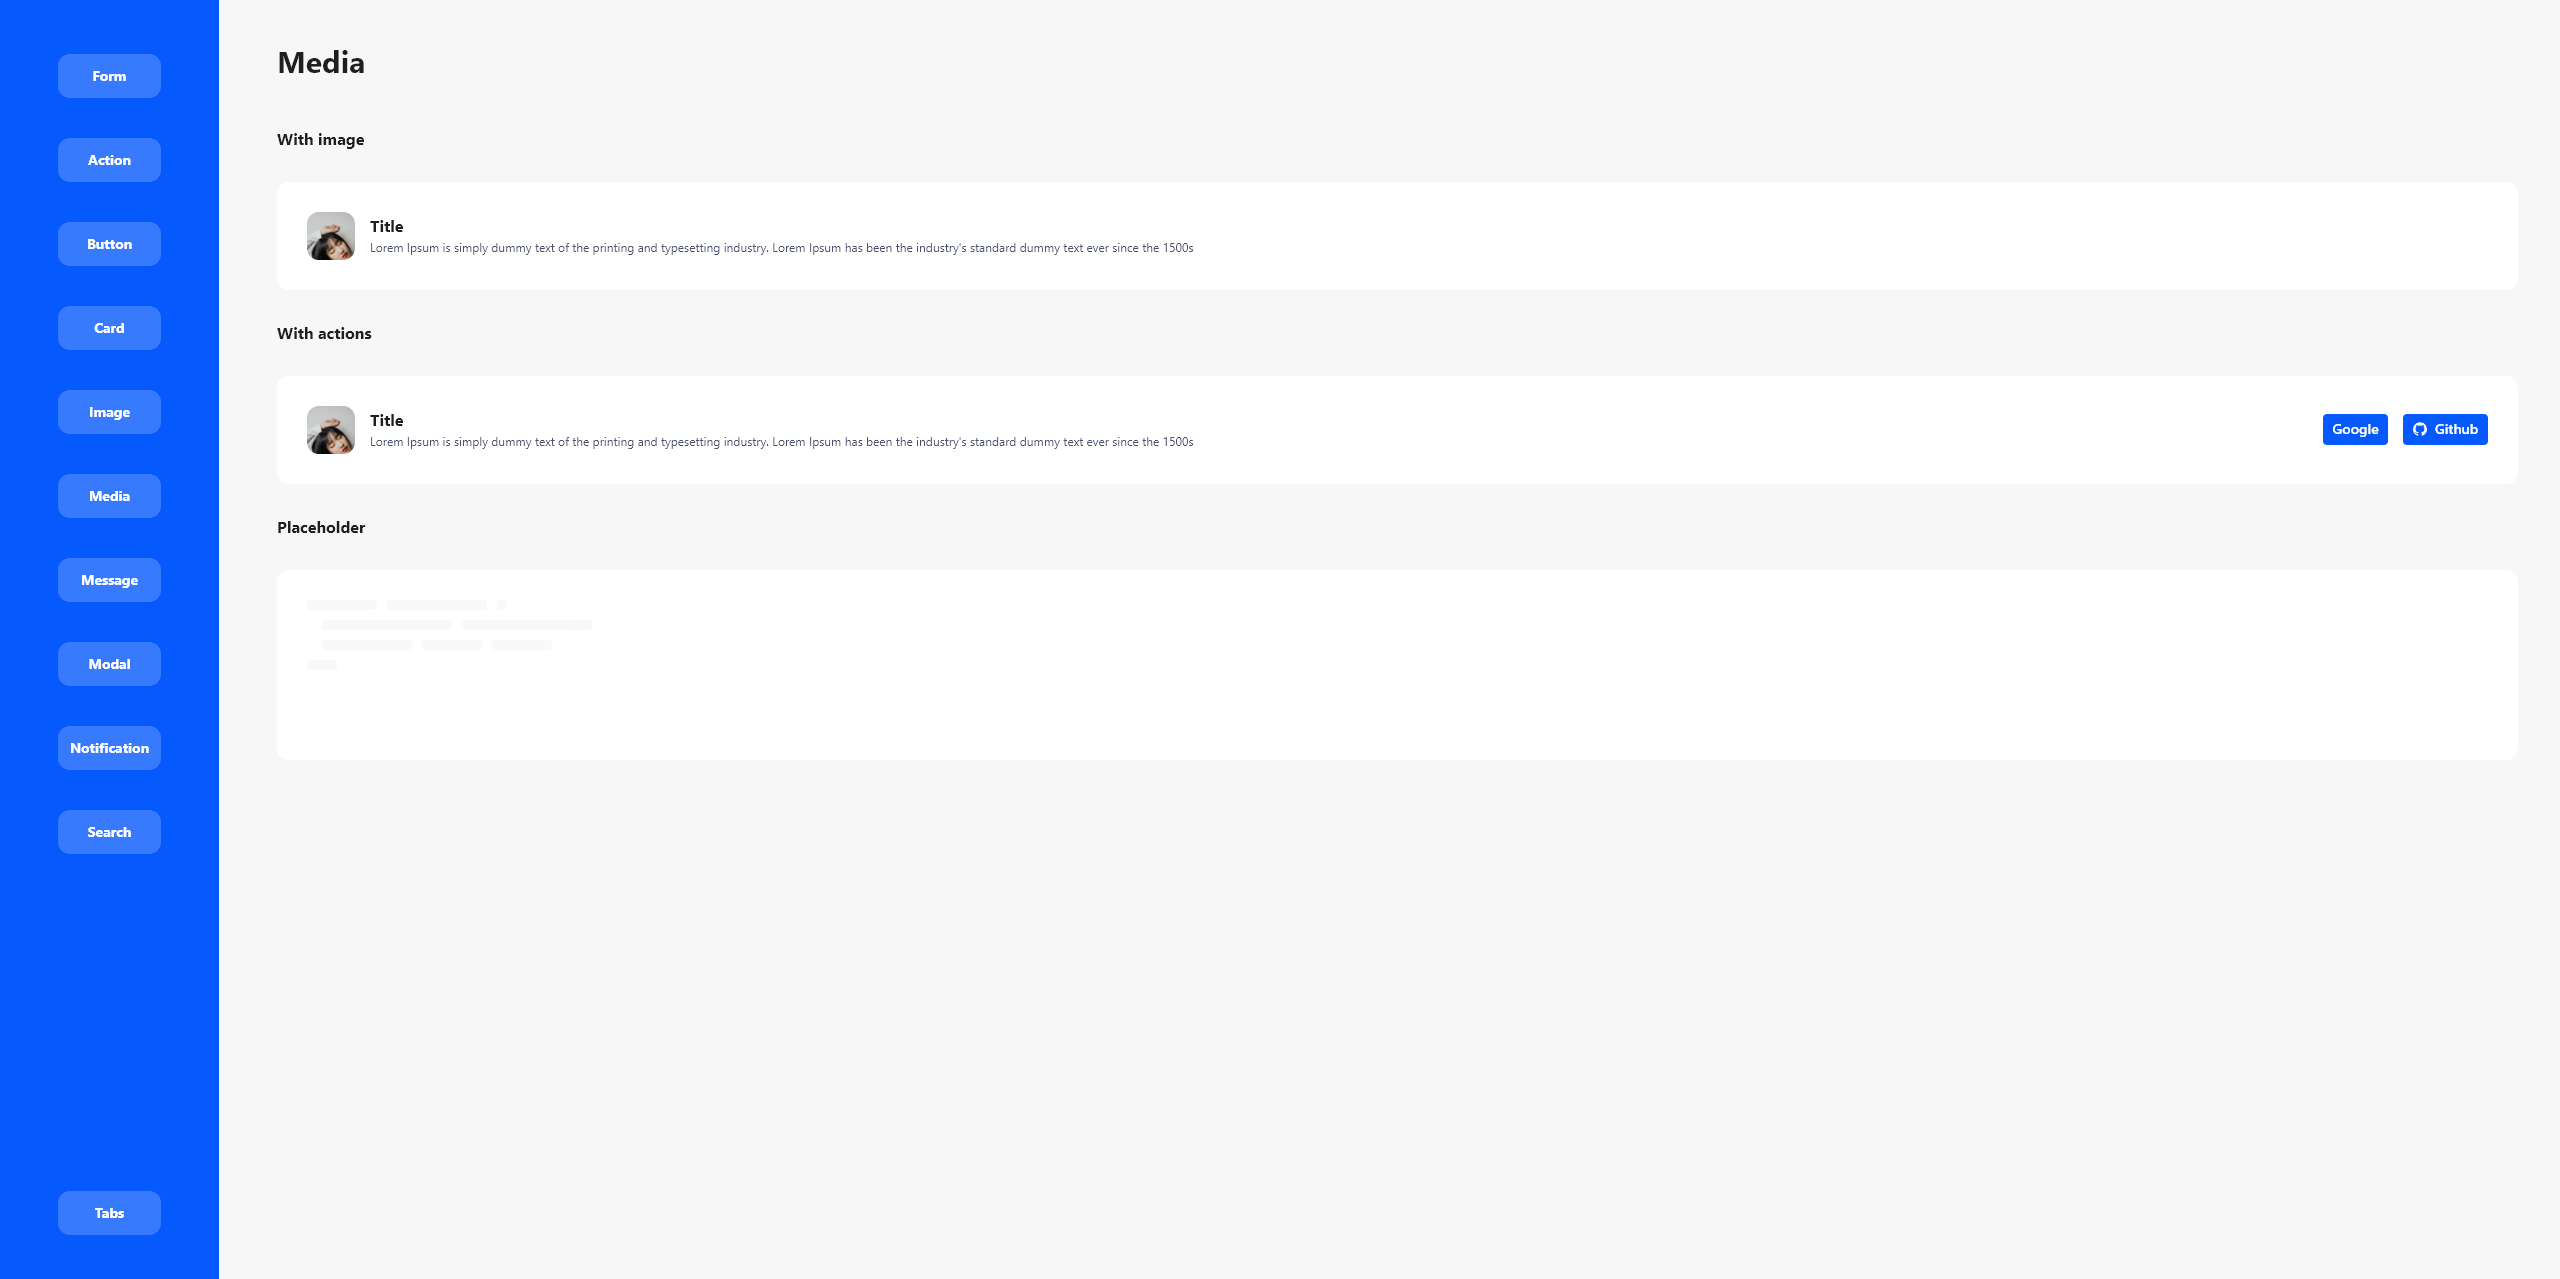 Form
Action
Button
Card
Image
Media
Message
Modal
Notification
Search
Tabs
Media
With image
Title
Lorem Ipsum is simply dummy text of the printing and typesetting industry. Lorem Ipsum has been the industry's standard dummy text ever since the 1500s
With actions
Title
Lorem Ipsum is simply dummy text of the printing and typesetting industry. Lorem Ipsum has been the industry's standard dummy text ever since the 1500s
Google
Github
Placeholder